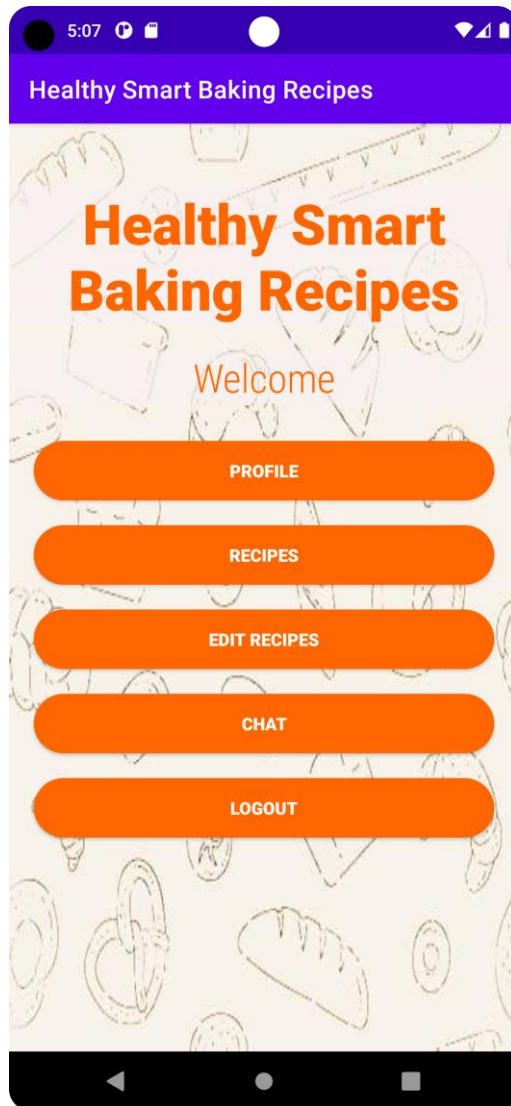 5:07
Healthy Smart Baking Recipes
Healthy Smart
Baking Recipes
Welcome
PROFILE
RECIPES
EDIT RECIPES
CHAT
LOGOUT